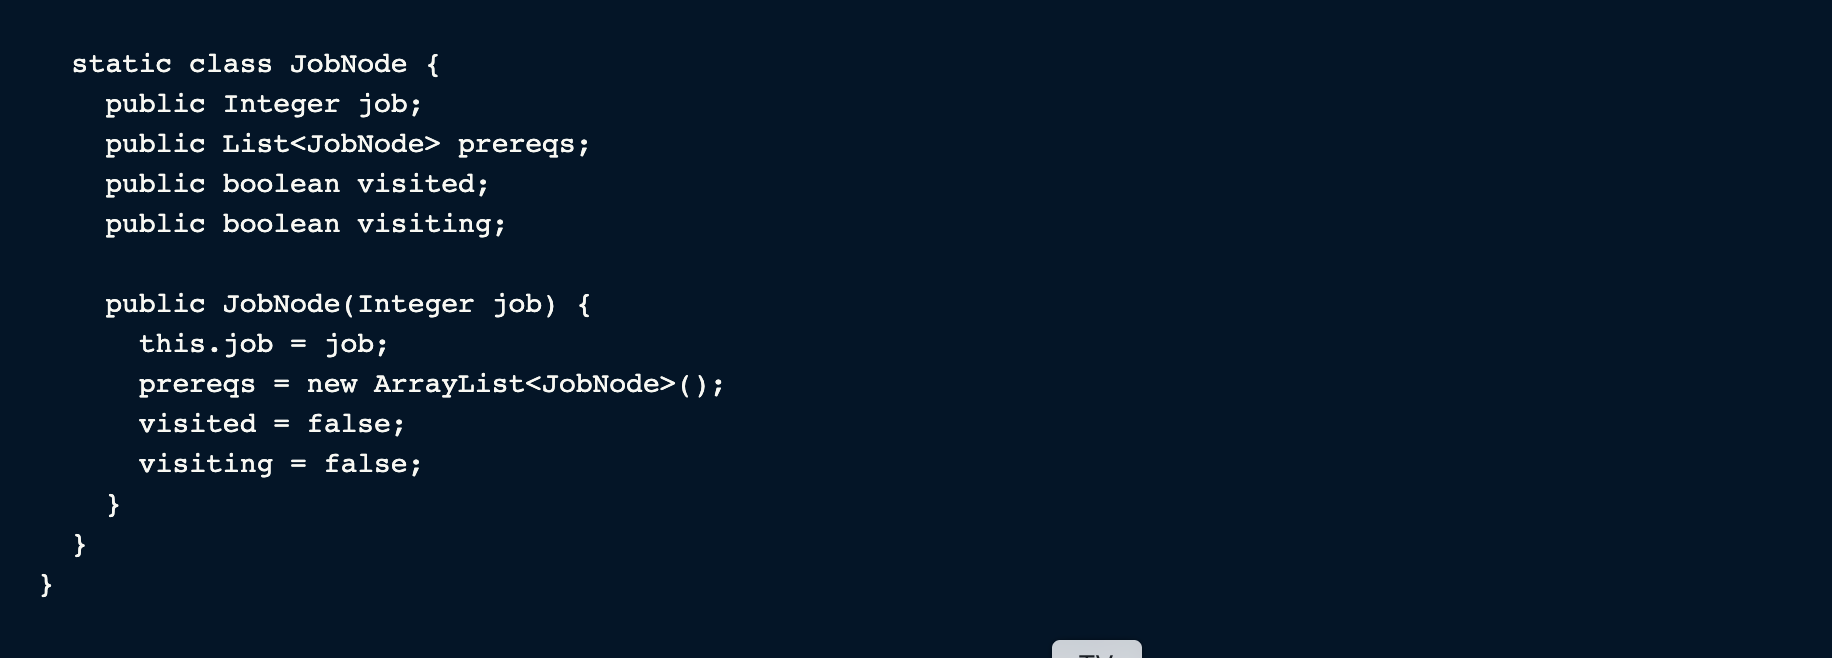 static class JobNode {
public Integer job;
public List<JobNode> prereqs;
public boolean visited;
public boolean visiting;
public JobNode(Integer job) {
this.job = job;
prereqs = new ArrayList<JobNode>();
visited = false;
visiting = false;
}
}
}